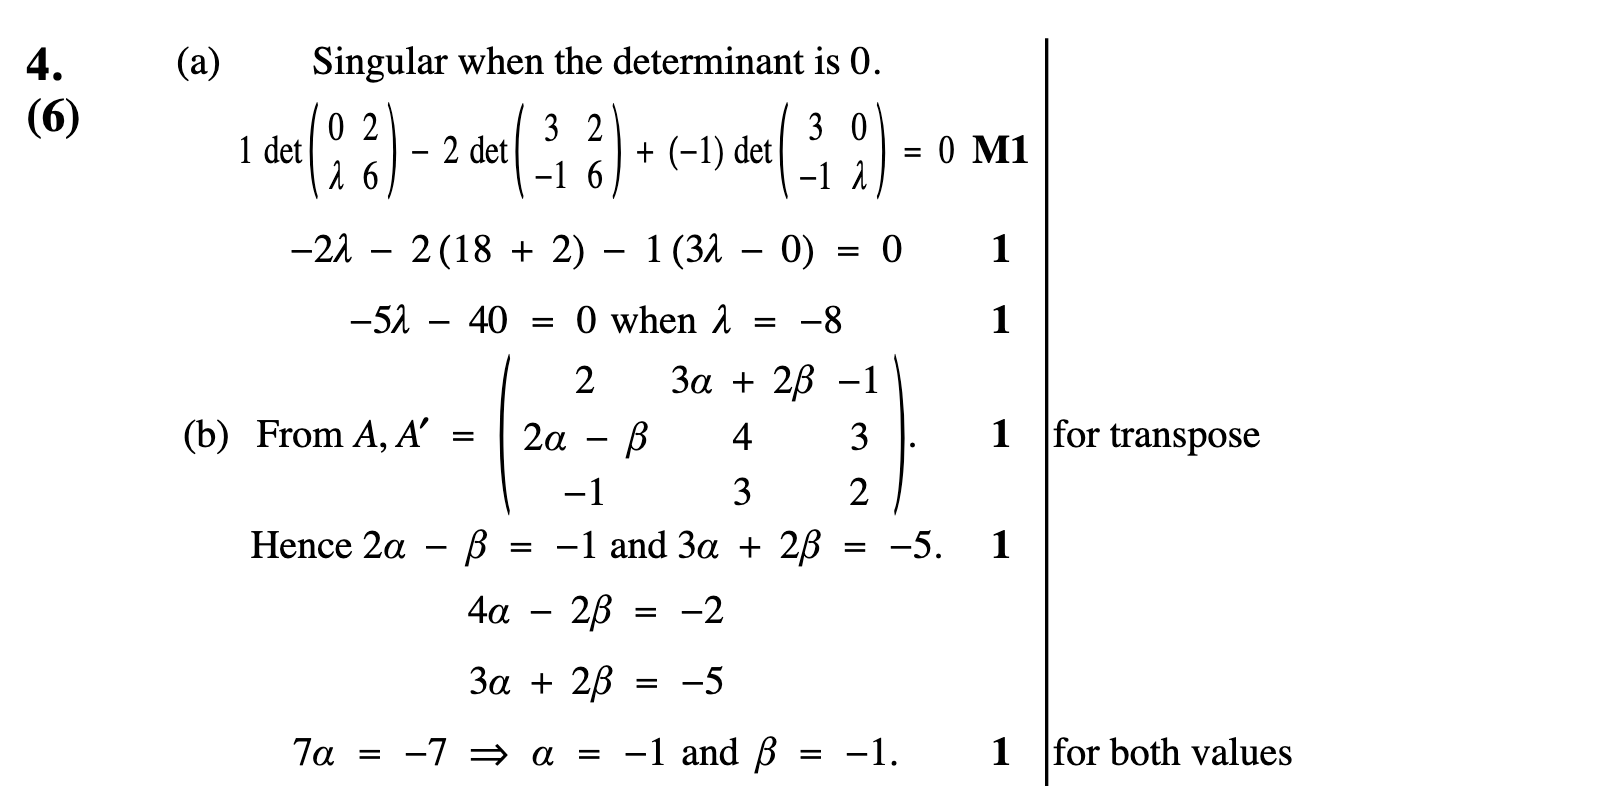 4. (a) Singular when the determinant is 0.
(6)
1 det ( 0 2 ; λ 6 ) − 2 det ( 3 2 ; −1 6 ) + (−1) det ( 3 0 ; −1 λ ) = 0 M1
−2λ − 2 (18 + 2) − 1 (3λ − 0) = 0 1
−5λ − 40 = 0 when λ = −8 1
2 3α + 2β −1
(b) From A, A′ = ( 2α − β 4 3 ). 1 for transpose
−1 3 2
Hence 2α − β = −1 and 3α + 2β = −5. 1
4α − 2β = −2
3α + 2β = −5
7α = −7 ⇒ α = −1 and β = −1. 1 for both values